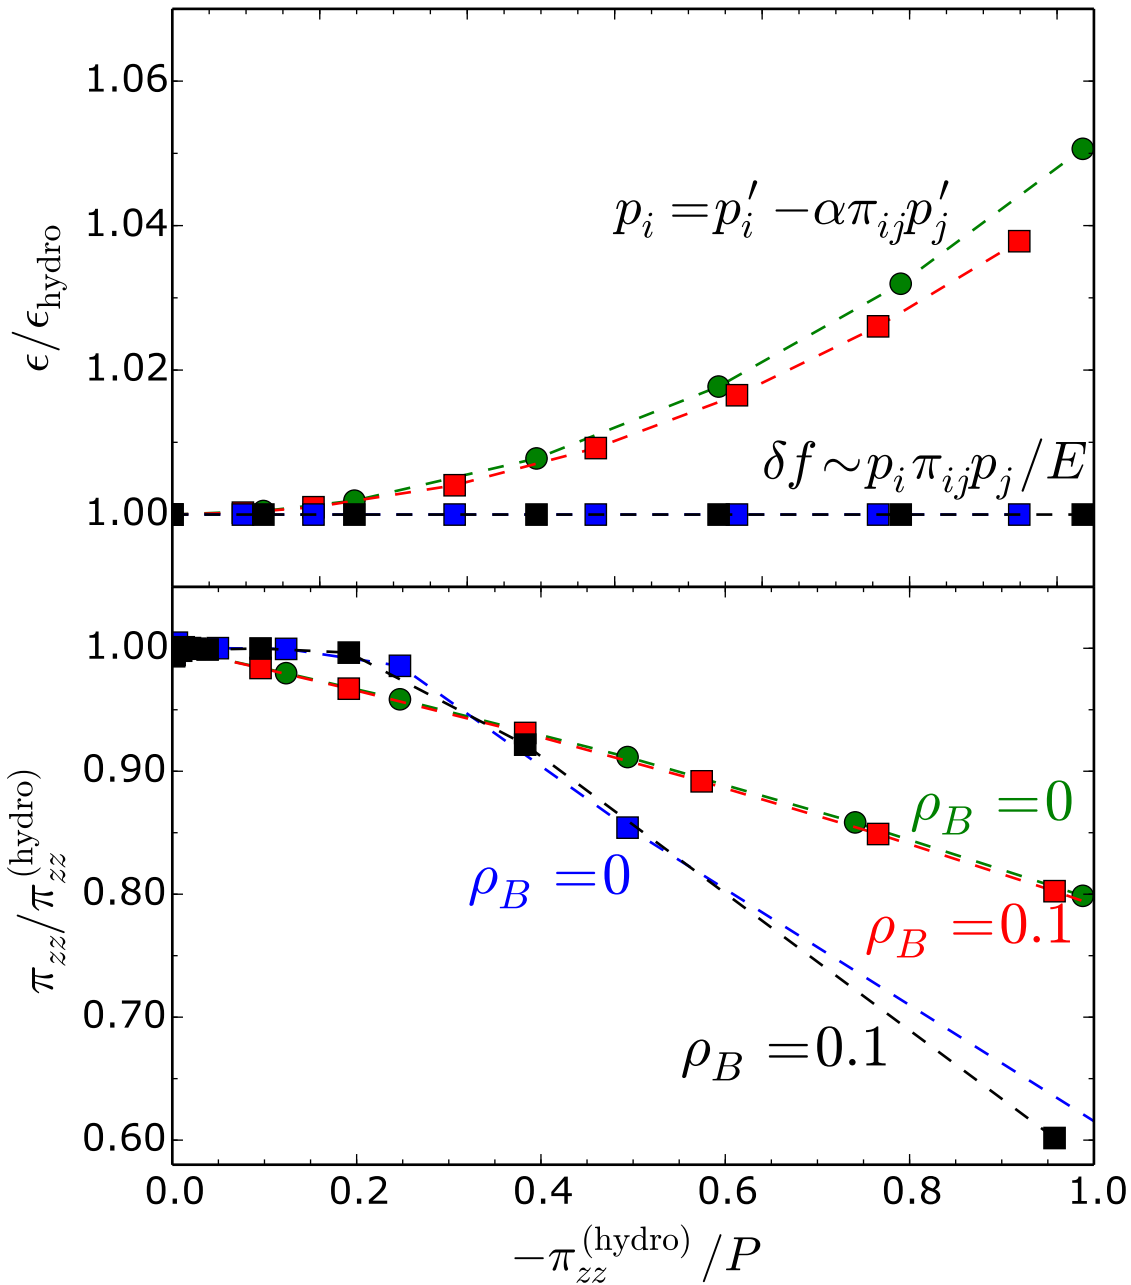 1.06
1.04
1.02
1.00
ϵ/ϵ_hydro
p_i = p_i′ − απ_ij p_j′
δf ∼ p_i π_ij p_j/E
1.00
0.90
0.80
0.70
0.60
π_zz/π_zz^(hydro)
ρ_B = 0
ρ_B = 0
ρ_B = 0.1
ρ_B = 0.1
0.0 0.2 0.4 0.6 0.8 1.0
−π_zz^(hydro)/P